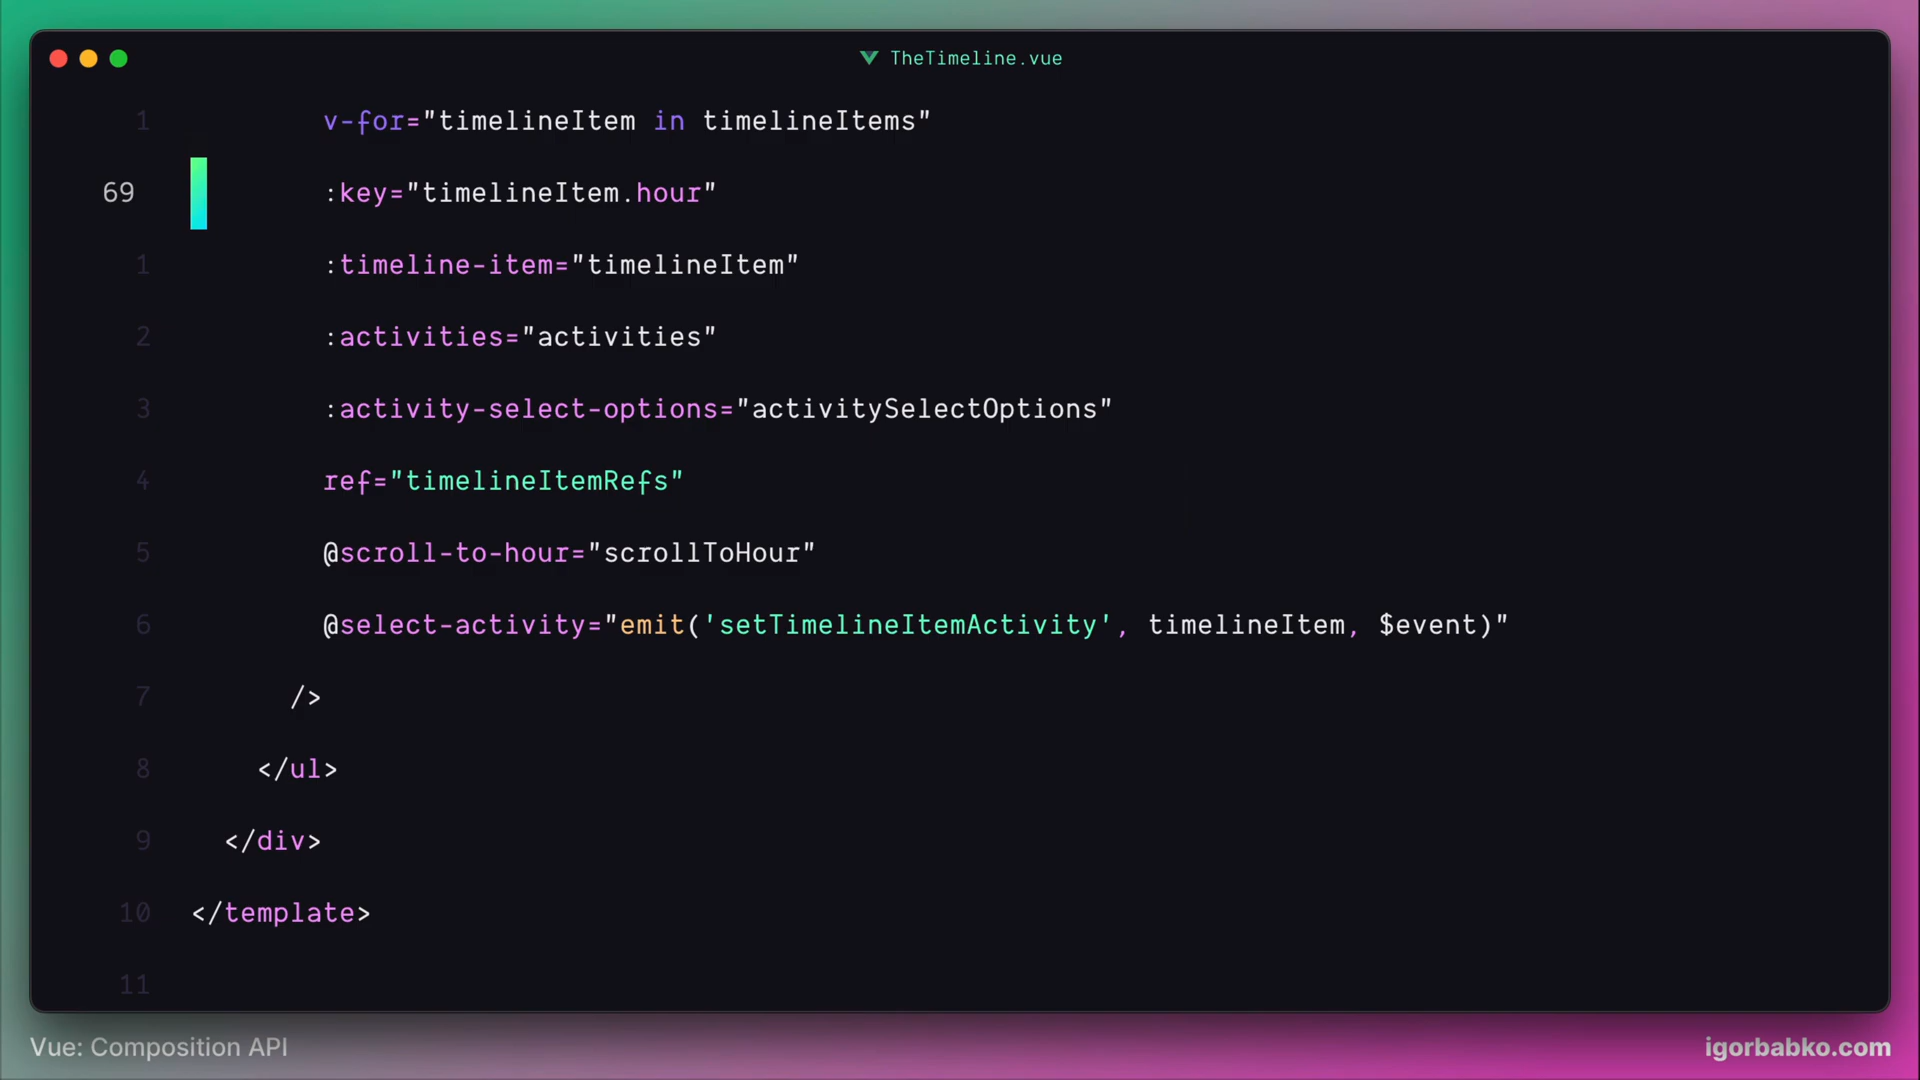 TheTimeline.vue
1 v-for="timelineItem in timelineItems"
69 :key="timelineItem.hour"
1 :timeline-item="timelineItem"
2 :activities="activities"
3 :activity-select-options="activitySelectOptions"
4 ref="timelineItemRefs"
5 @scroll-to-hour="scrollToHour"
6 @select-activity="emit('setTimelineItemActivity', timelineItem, $event)"
7 />
8 </ul>
9 </div>
10 </template>
11
Vue: Composition API
igorbabko.com